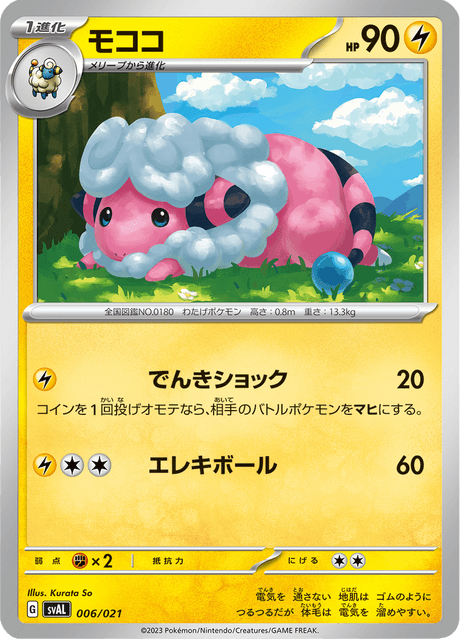 1進化
モココ
HP90
メリープから進化
全国図鑑NO.0180 わたげポケモン 高さ:0.8m 重さ:13.3kg
でんきショック 20
コインを1回投げオモテなら、相手のバトルポケモンをマヒにする。
エレキボール 60
弱点 ×2 抵抗力 にげる
Illus. Kurata So
G svAL 006/021
電気を 通さない 地肌は ゴムのように
つるつるだが 体毛は 電気を 溜めやすい。
©2023 Pokémon/Nintendo/Creatures/GAME FREAK.